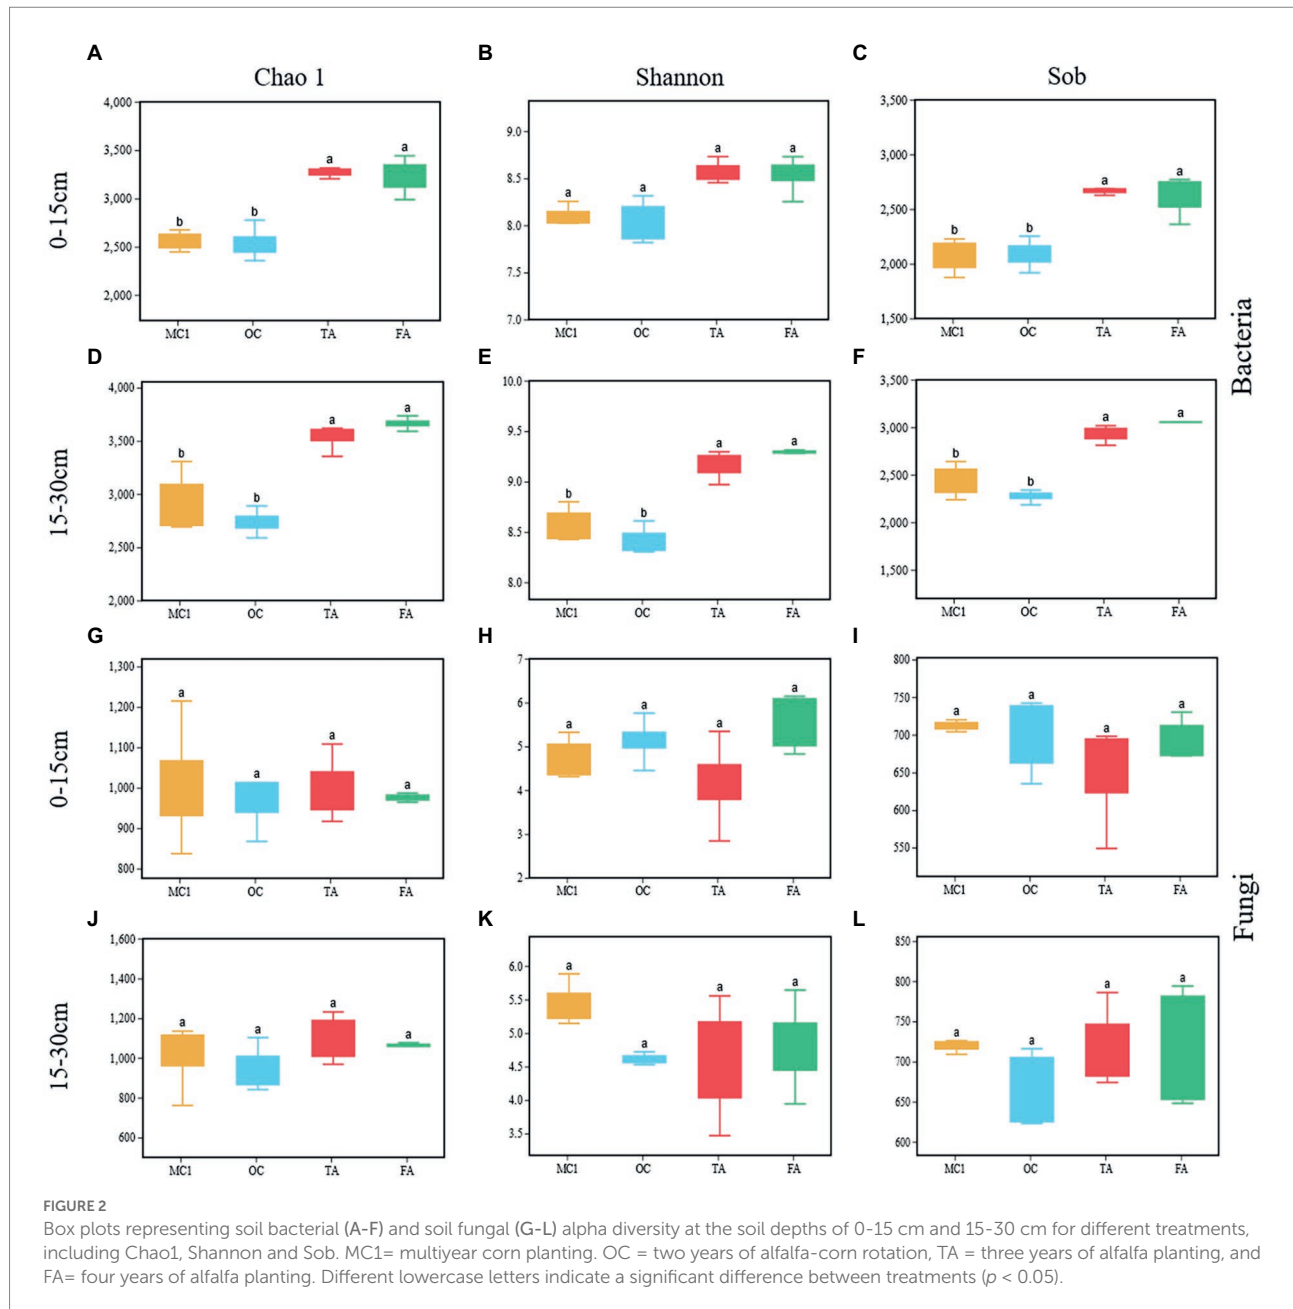 A
B
C
Chao 1
Shannon
Sob
4,000
3,500
3,000
2,500
2,000
b
b
a
a
MC1
OC
TA
FA
9.0
8.5
8.0
7.5
7.0
a
a
a
a
MC1
OC
TA
FA
3,500
3,000
2,500
2,000
1,500
b
b
a
a
MC1
OC
TA
FA
0-15cm
D
E
F
4,000
3,500
3,000
2,500
2,000
b
b
a
a
MC1
OC
TA
FA
10.0
9.5
9.0
8.5
8.0
b
b
a
a
MC1
OC
TA
FA
3,500
3,000
2,500
2,000
1,500
b
b
a
a
MC1
OC
TA
FA
15-30cm
Bacteria
G
H
I
1,300
1,200
1,100
1,000
900
800
a
a
a
a
MC1
OC
TA
FA
7
6
5
4
3
2
a
a
a
a
MC1
OC
TA
FA
800
750
700
650
600
550
a
a
a
a
MC1
OC
TA
FA
0-15cm
J
K
L
1,600
1,400
1,200
1,000
800
600
a
a
a
a
MC1
OC
TA
FA
6.0
5.5
5.0
4.5
4.0
3.5
a
a
a
a
MC1
OC
TA
FA
850
800
750
700
650
600
a
a
a
a
MC1
OC
TA
FA
15-30cm
Fungi
FIGURE 2
Box plots representing soil bacterial (A-F) and soil fungal (G-L) alpha diversity at the soil depths of 0-15 cm and 15-30 cm for different treatments,
including Chao1, Shannon and Sob. MC1= multiyear corn planting. OC = two years of alfalfa-corn rotation, TA = three years of alfalfa planting, and
FA= four years of alfalfa planting. Different lowercase letters indicate a significant difference between treatments (p < 0.05).